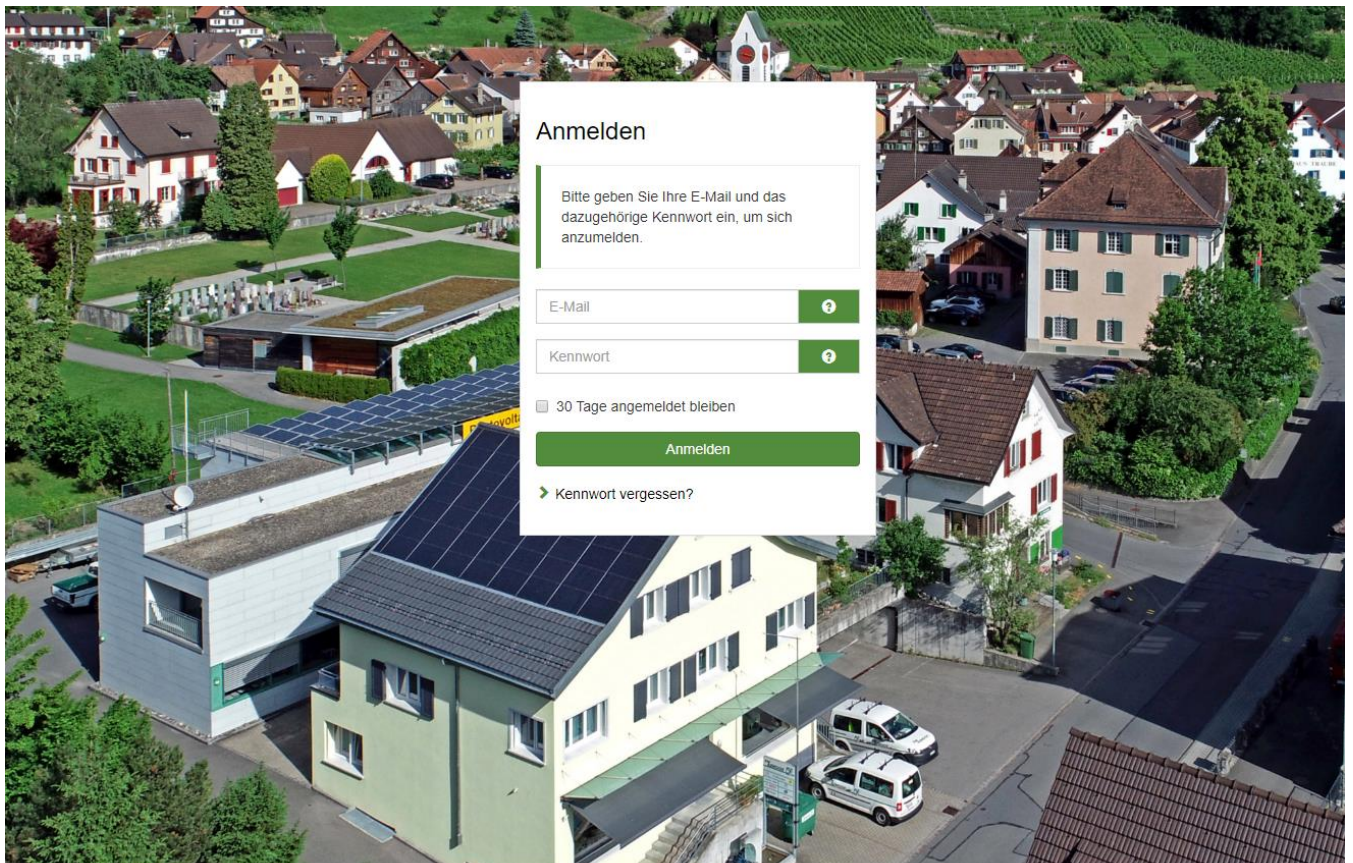 Anmelden
Bitte geben Sie Ihre E-Mail und das
dazugehörige Kennwort ein, um sich
anzumelden.
E-Mail
Kennwort
30 Tage angemeldet bleiben
Anmelden
Kennwort vergessen?